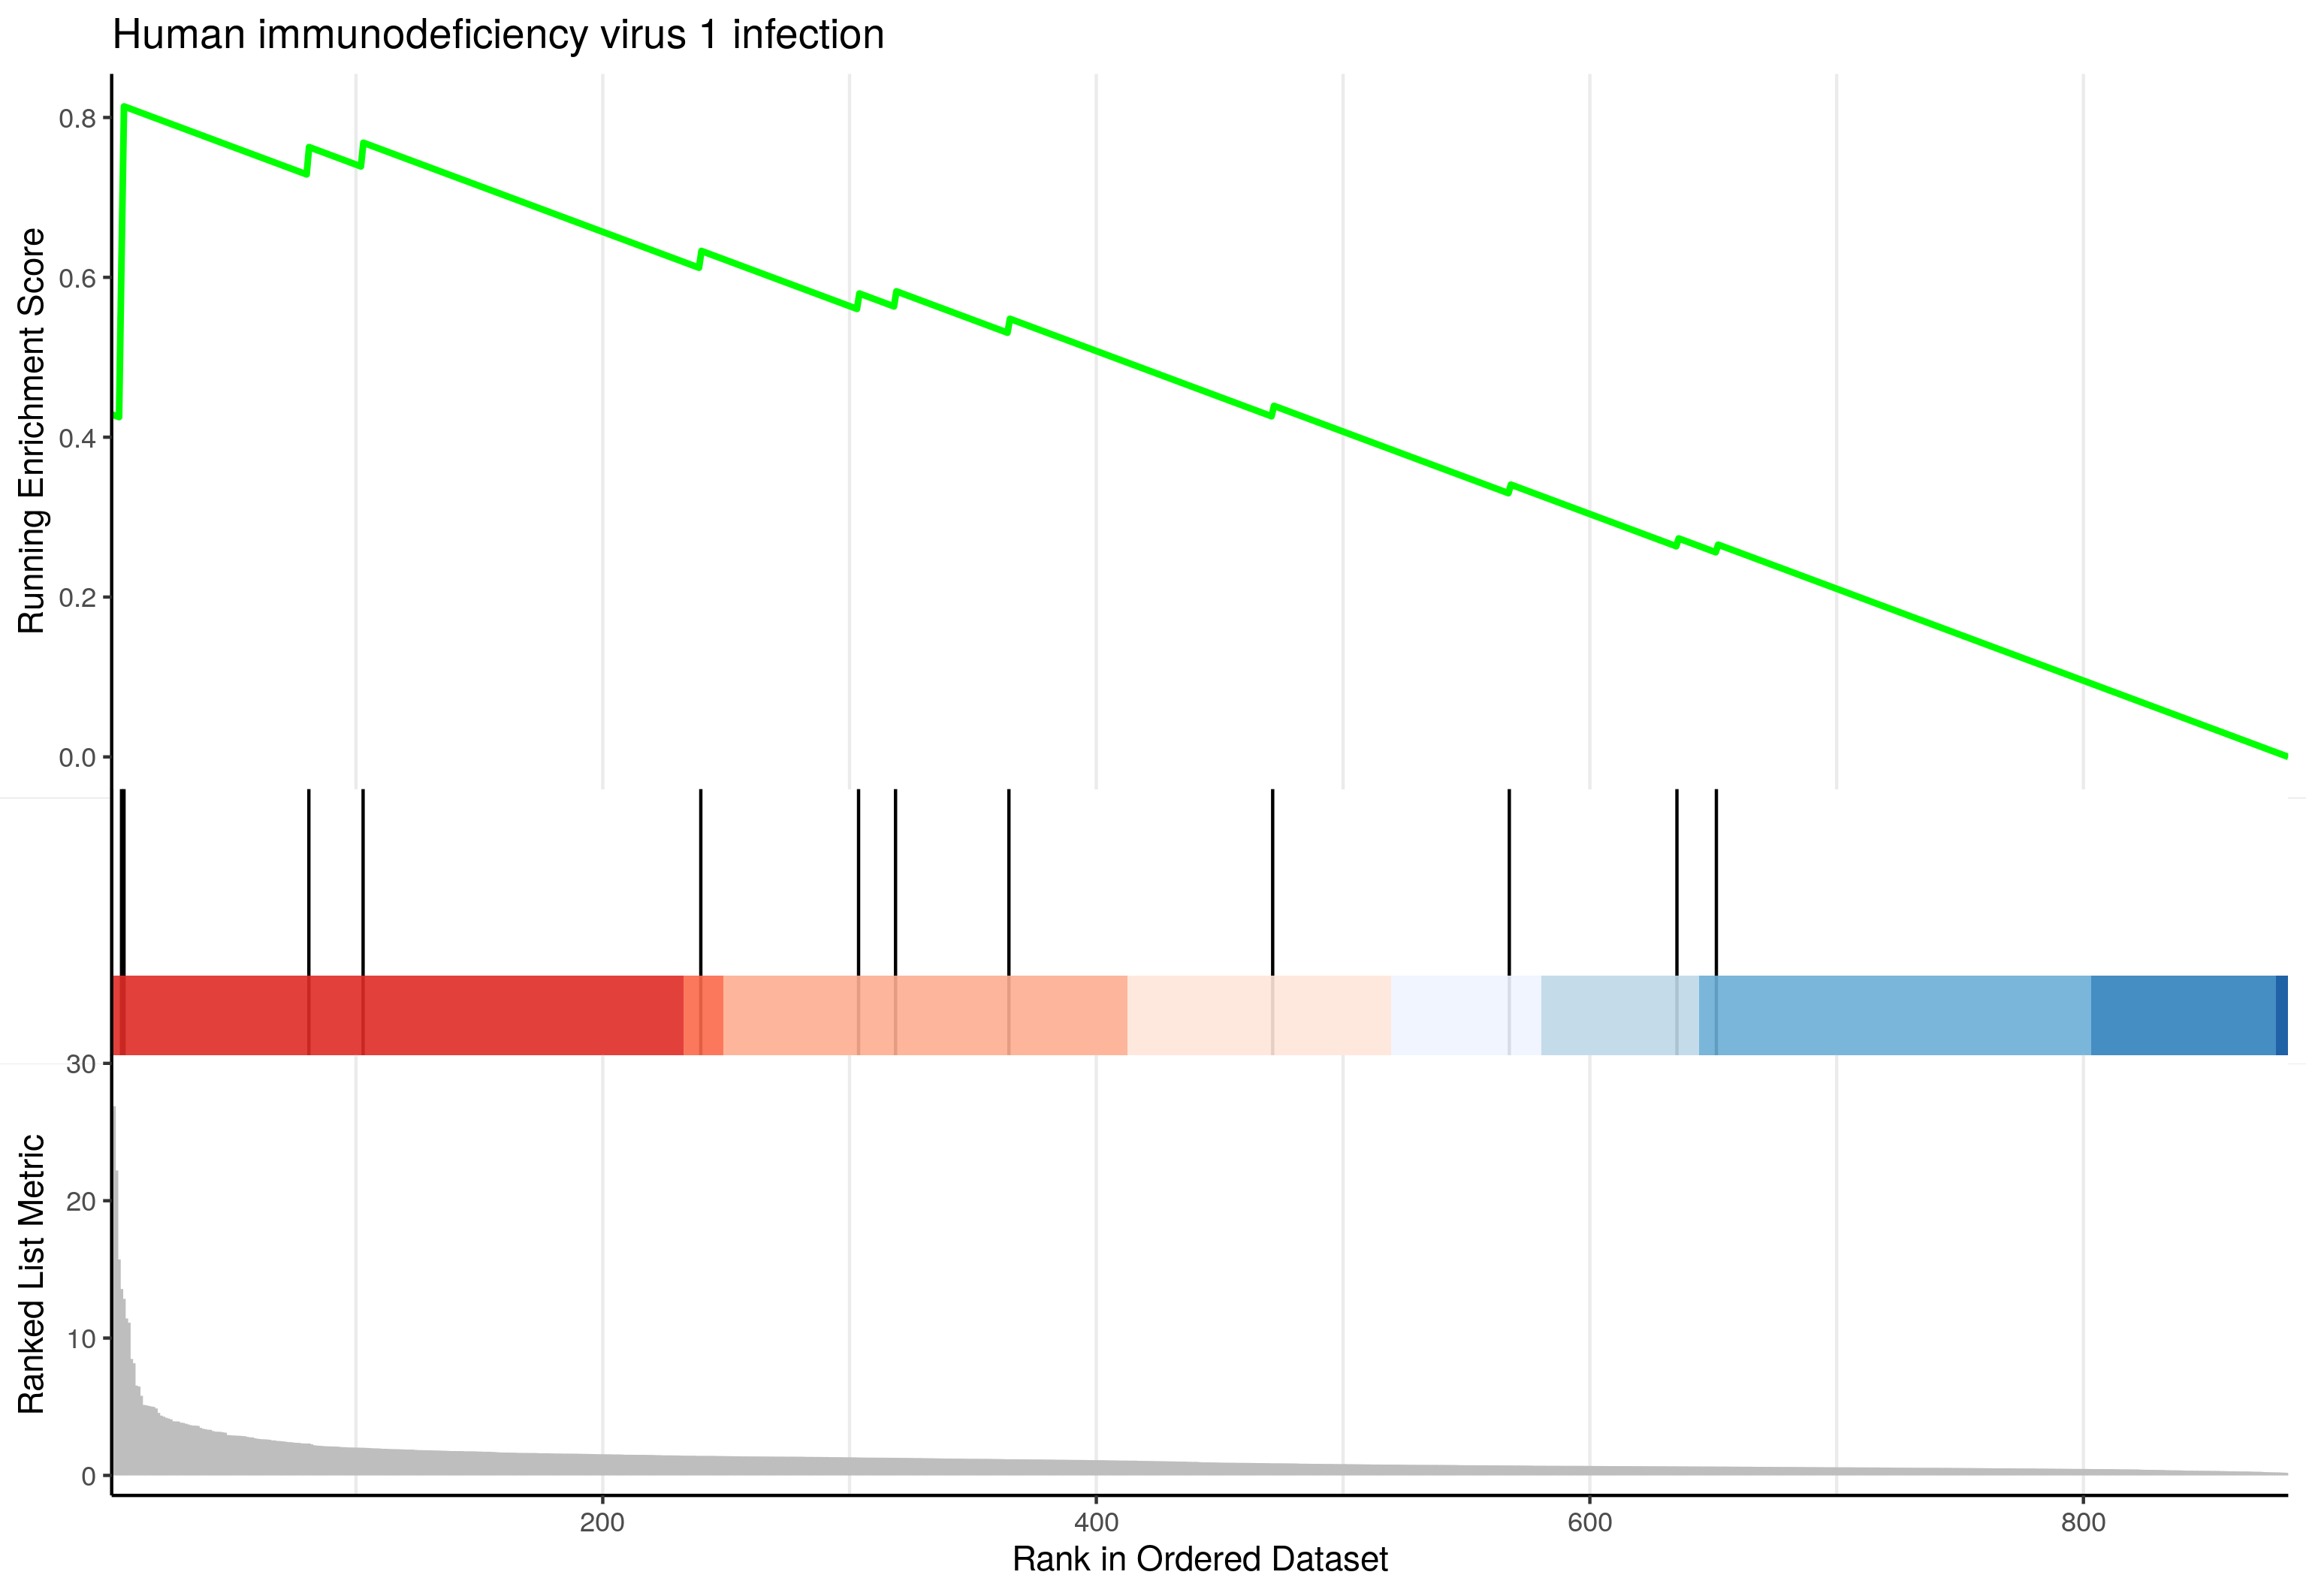 Human immunodeficiency virus 1 infection
Running Enrichment Score
0.8
0.6
0.4
0.2
0.0
Ranked List Metric
30
20
10
0
200 400 600 800
Rank in Ordered Dataset